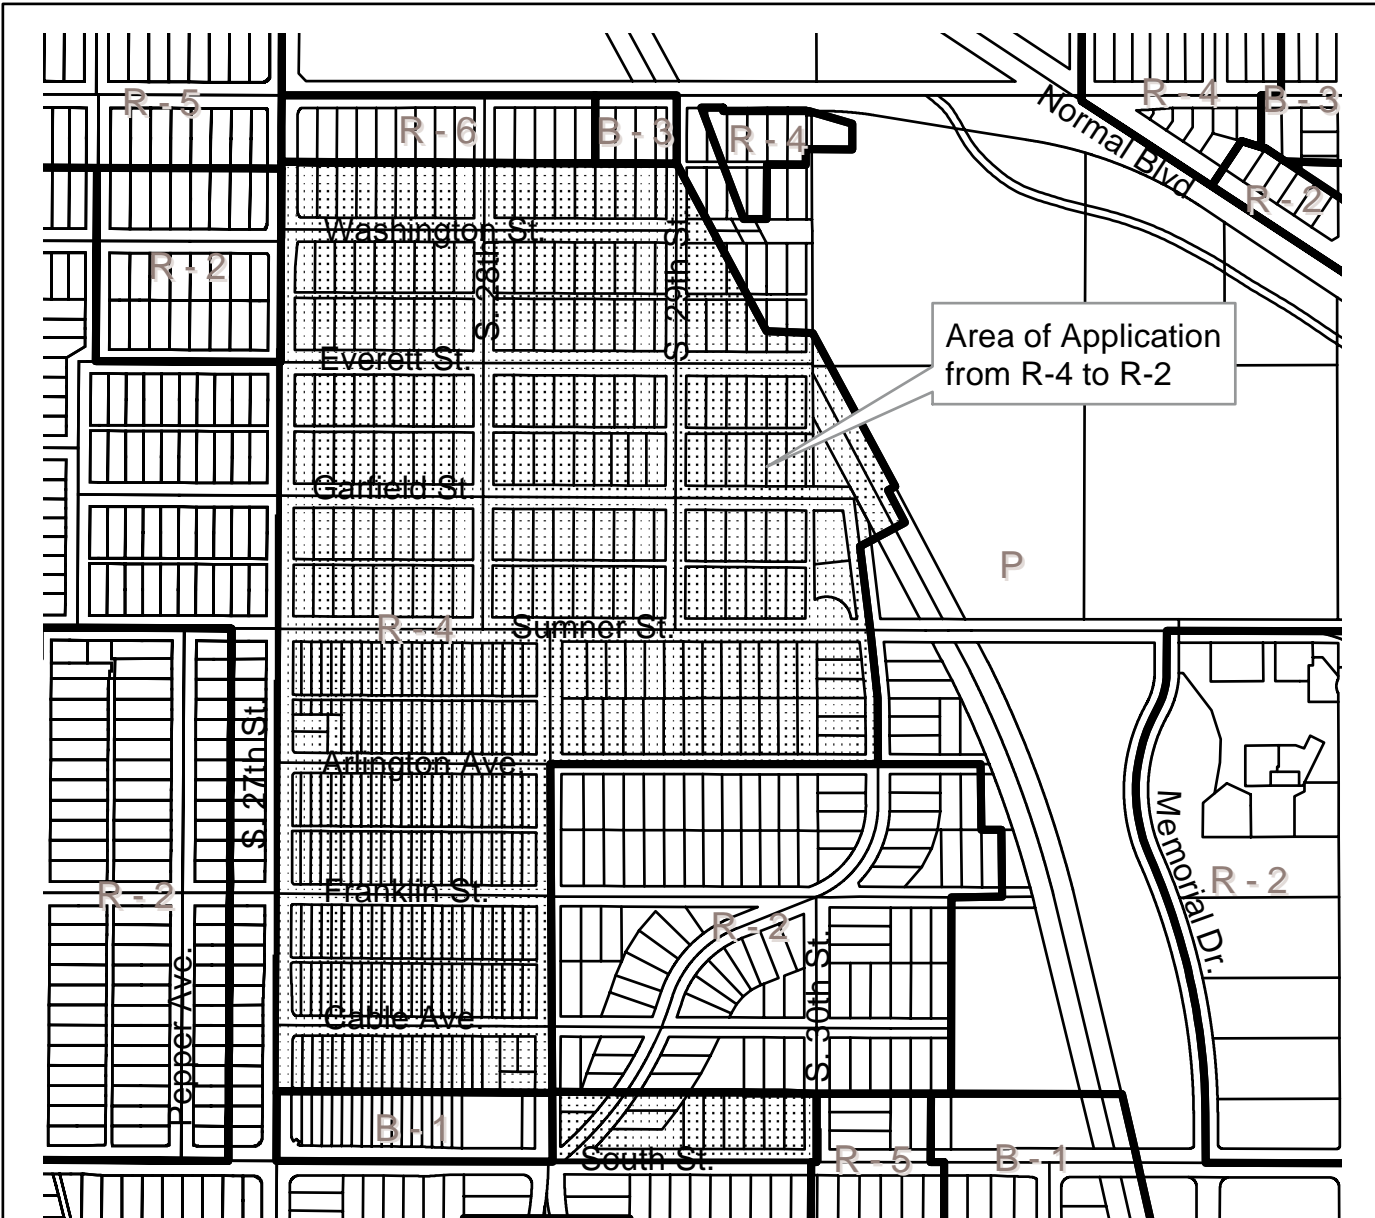 R - 5
R - 6
B - 3
R - 4
Normal Blvd
R - 4
B - 3
R - 2
Washington St.
S. 28th St.
S. 29th St.
R - 2
Everett St.
Area of Application
from R-4 to R-2
Garfield St.
P
R - 4
Sumner St.
S. 27th St.
Arlington Ave.
Memorial Dr.
R - 2
R - 2
Franklin St.
R - 2
S. 30th St.
Pepper Ave.
Cable Ave.
B - 1
South St.
R - 5
B - 1